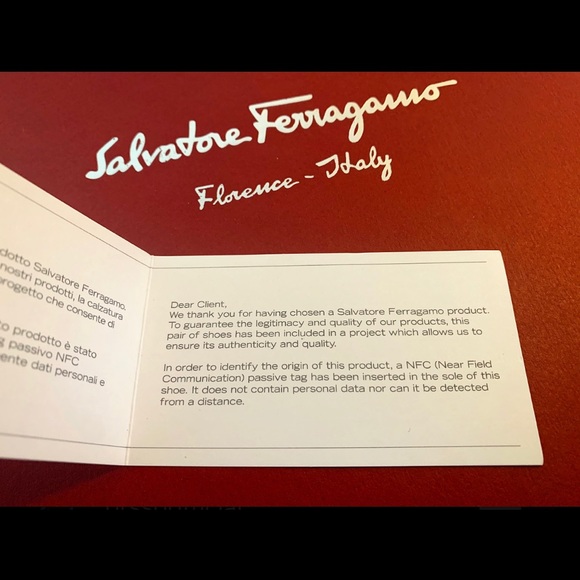 Salvatore Ferragamo
Florence - Italy
dotto Salvatore Ferragamo.
nostri prodotti, la calzatura
progetto che consente di
prodotto è stato
passivo NFC
dati personali e
Dear Client,
We thank you for having chosen a Salvatore Ferragamo product.
To guarantee the legitimacy and quality of our products, this
pair of shoes has been included in a project which allows us to
ensure its authenticity and quality.
In order to identify the origin of this product, a NFC (Near Field
Communication) passive tag has been inserted in the sole of this
shoe. It does not contain personal data nor can it be detected
from a distance.